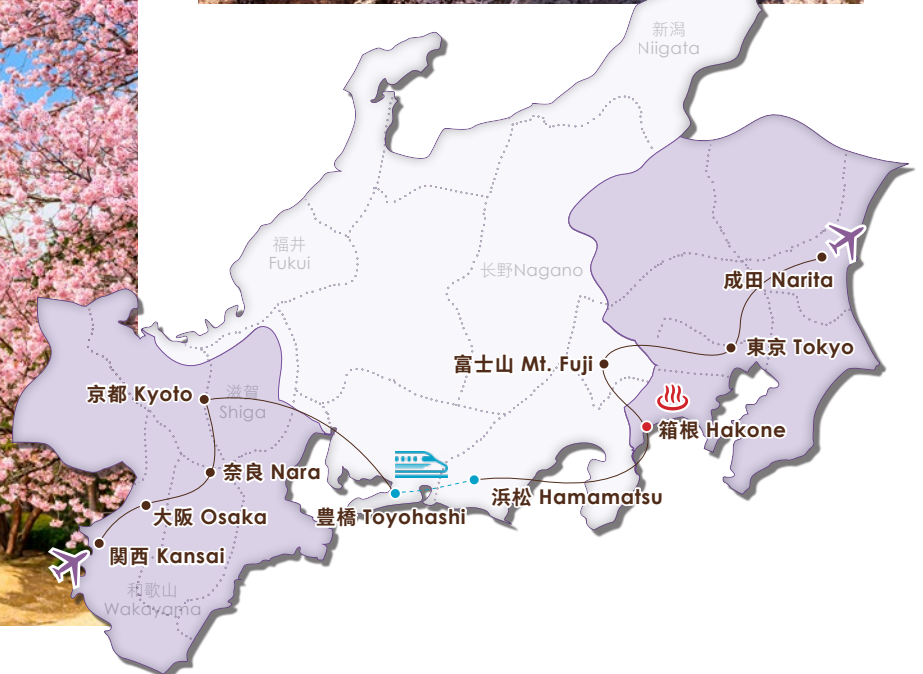 新潟
Niigata
福井
Fukui
长野Nagano
成田 Narita
東京 Tokyo
富士山 Mt. Fuji
箱根 Hakone
京都 Kyoto
滋賀
Shiga
奈良 Nara
浜松 Hamamatsu
豊橋 Toyohashi
大阪 Osaka
関西 Kansai
和歌山
Wakayama